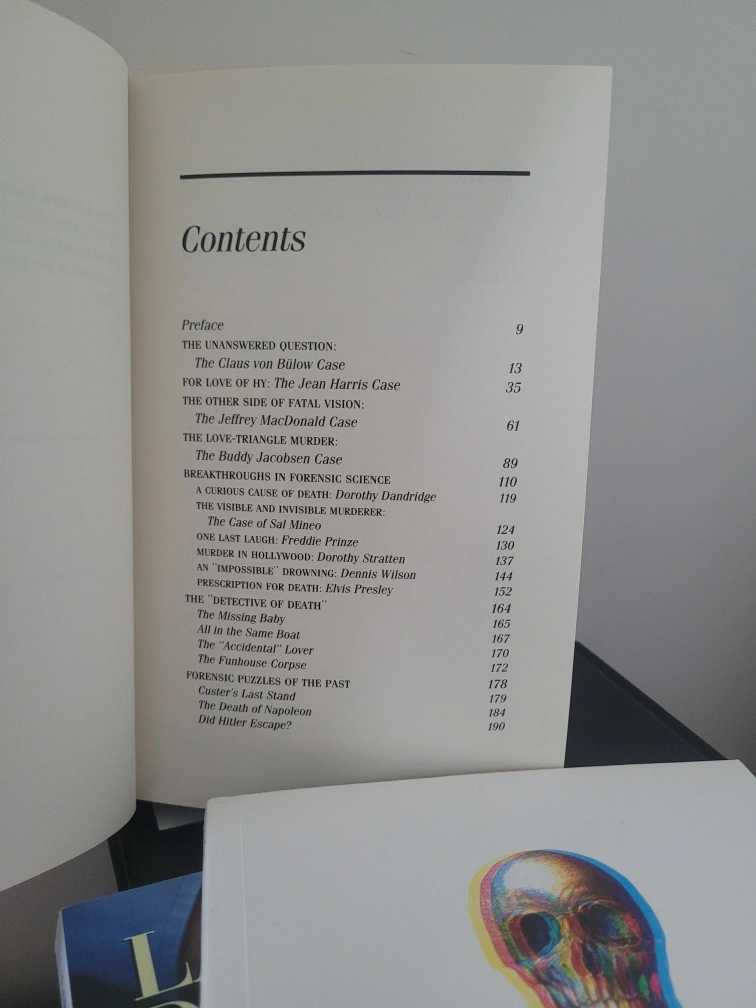 Contents
Preface 9
THE UNANSWERED QUESTION:
The Claus von Bülow Case 13
FOR LOVE OF HY: The Jean Harris Case 35
THE OTHER SIDE OF FATAL VISION:
The Jeffrey MacDonald Case 61
THE LOVE-TRIANGLE MURDER:
The Buddy Jacobsen Case 89
BREAKTHROUGHS IN FORENSIC SCIENCE 110
A CURIOUS CAUSE OF DEATH: Dorothy Dandridge 119
THE VISIBLE AND INVISIBLE MURDERER:
The Case of Sal Mineo 124
ONE LAST LAUGH: Freddie Prinze 130
MURDER IN HOLLYWOOD: Dorothy Stratten 137
AN "IMPOSSIBLE" DROWNING: Dennis Wilson 144
PRESCRIPTION FOR DEATH: Elvis Presley 152
THE "DETECTIVE OF DEATH" 164
The Missing Baby 165
All in the Same Boat 167
The "Accidental" Lover 170
The Funhouse Corpse 172
FORENSIC PUZZLES OF THE PAST 178
Custer's Last Stand 179
The Death of Napoleon 184
Did Hitler Escape? 190